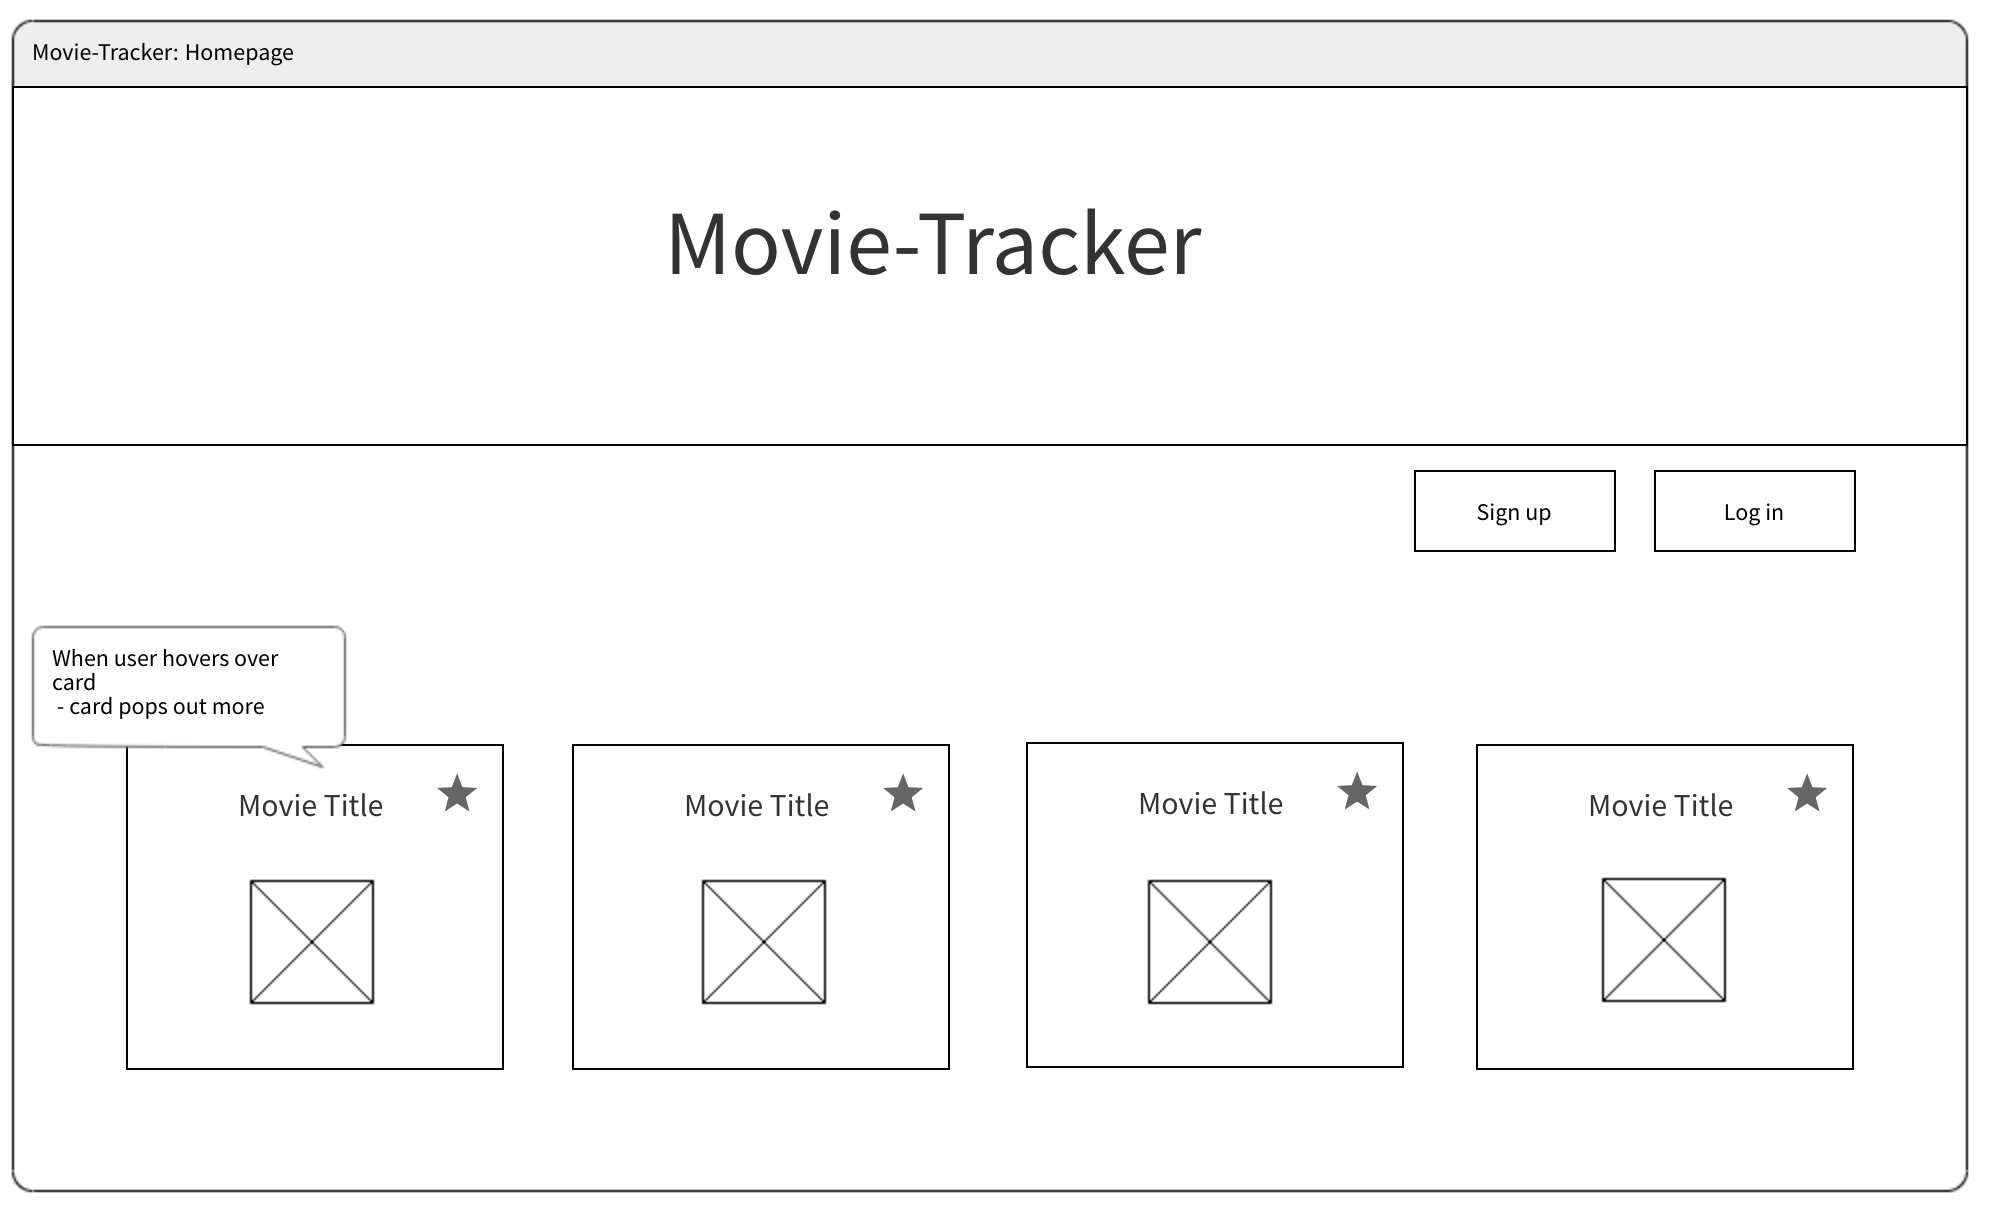 Movie-Tracker: Homepage
Movie-Tracker
Sign up
Log in
When user hovers over
card
- card pops out more
Movie Title
Movie Title
Movie Title
Movie Title